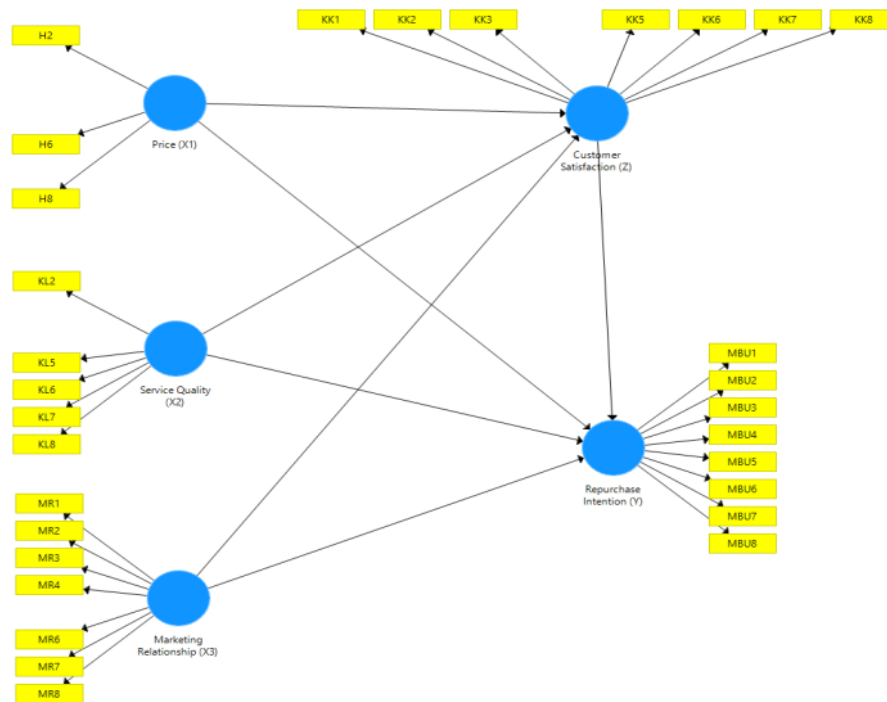 KK1
KK2
KK3
KK5
KK6
KK7
KK8
H2
H6
H8
Price (X1)
Customer
Satisfaction (Z)
KL2
KL5
KL6
KL7
KL8
Service Quality
(X2)
MBU1
MBU2
MBU3
MBU4
MBU5
MBU6
MBU7
MBU8
Repurchase
Intention (Y)
MR1
MR2
MR3
MR4
MR6
MR7
MR8
Marketing
Relationship (X3)